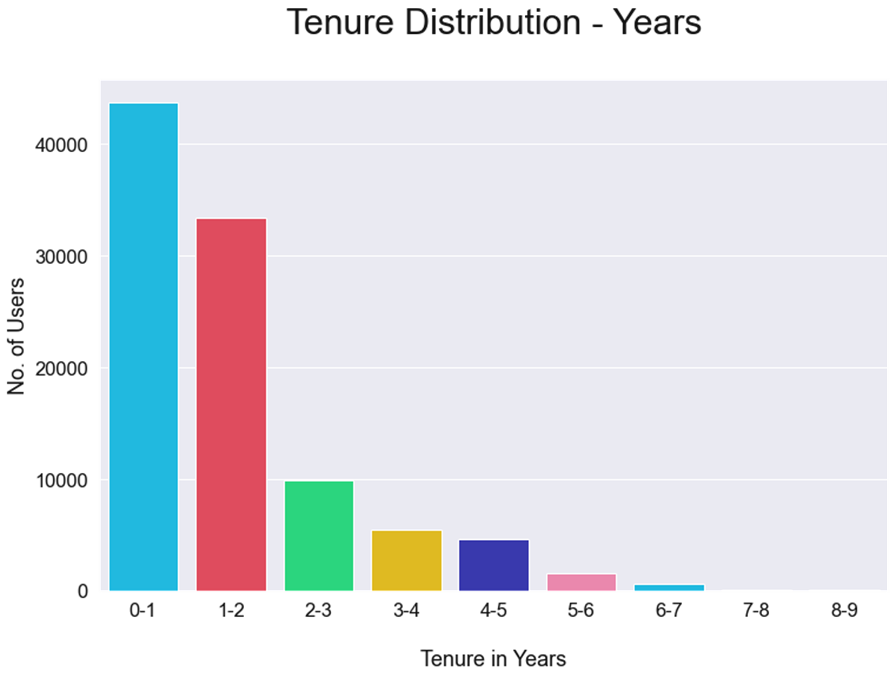 Tenure Distribution - Years
No. of Users
40000
30000
20000
10000
0
0-1 1-2 2-3 3-4 4-5 5-6 6-7 7-8 8-9
Tenure in Years